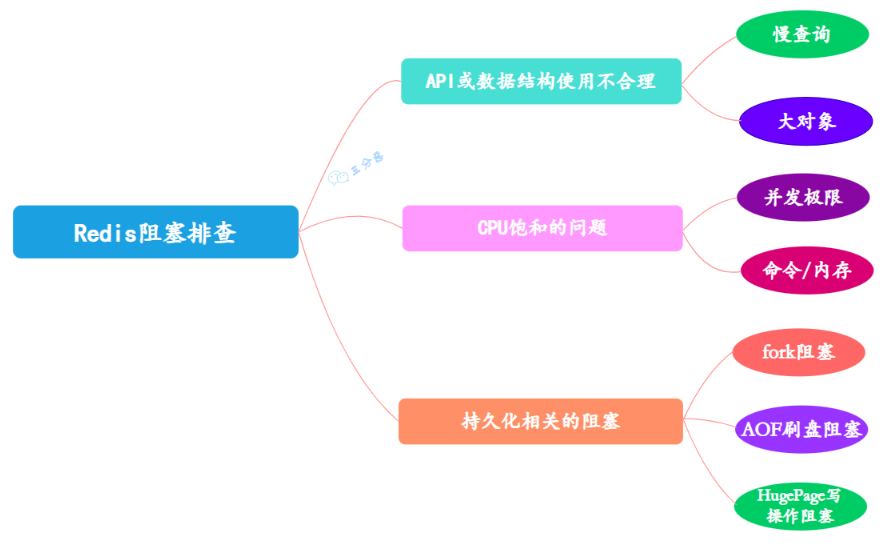 慢查询
API或数据结构使用不合理
大对象
三分恶
并发极限
Redis阻塞排查
CPU饱和的问题
命令/内存
fork阻塞
持久化相关的阻塞
AOF刷盘阻塞
HugePage写
操作阻塞